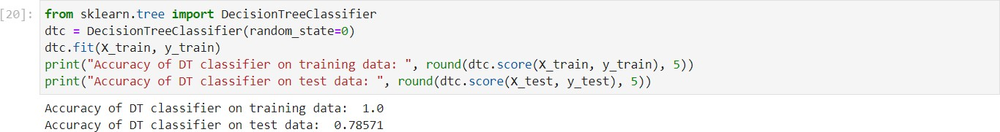 [20]: from sklearn.tree import DecisionTreeClassifier
dtc = DecisionTreeClassifier(random_state=0)
dtc.fit(X_train, y_train)
print("Accuracy of DT classifier on training data: ", round(dtc.score(X_train, y_train), 5))
print("Accuracy of DT classifier on test data: ", round(dtc.score(X_test, y_test), 5))
Accuracy of DT classifier on training data:  1.0
Accuracy of DT classifier on test data:  0.78571